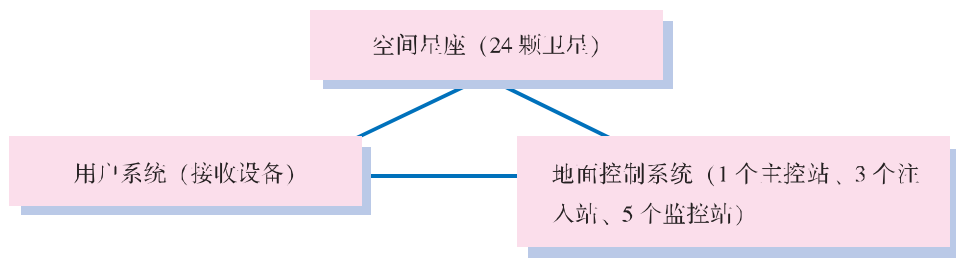 空间星座（24 颗卫星）
用户系统（接收设备）
地面控制系统（1 个主控站、3 个注
入站、5 个监控站）